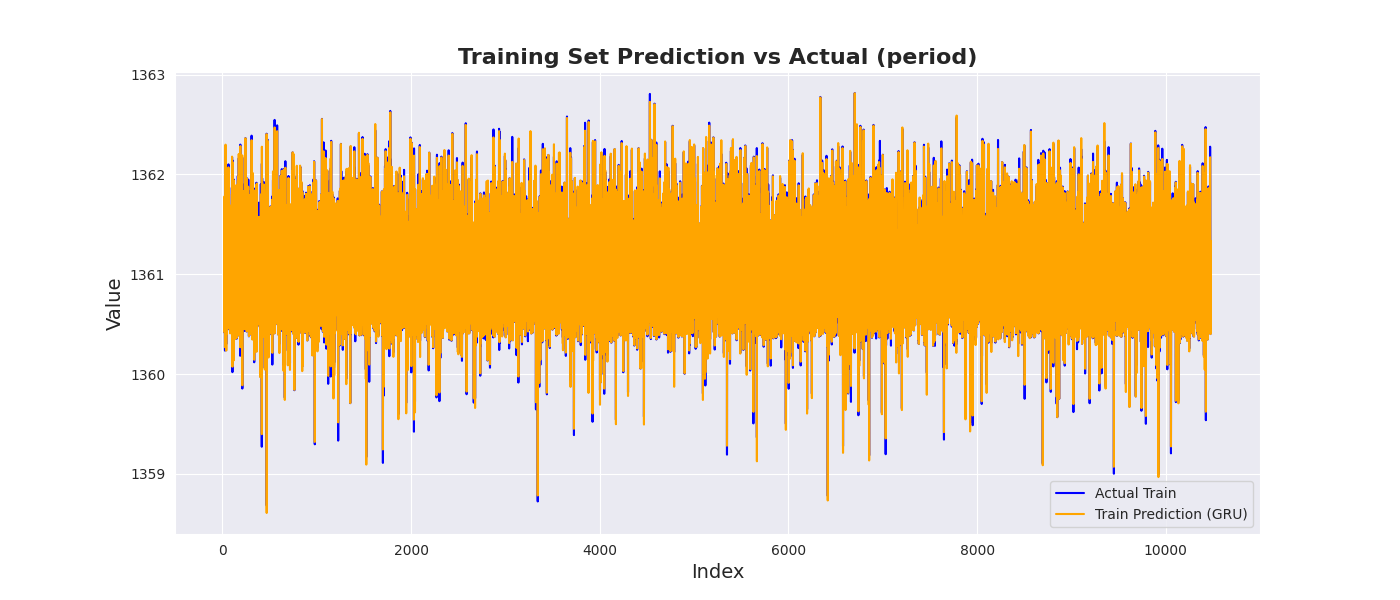 Training Set Prediction vs Actual (period)
1363
1362
1361
1360
1359
Value
0
2000
4000
6000
8000
10000
Index
Actual Train
Train Prediction (GRU)